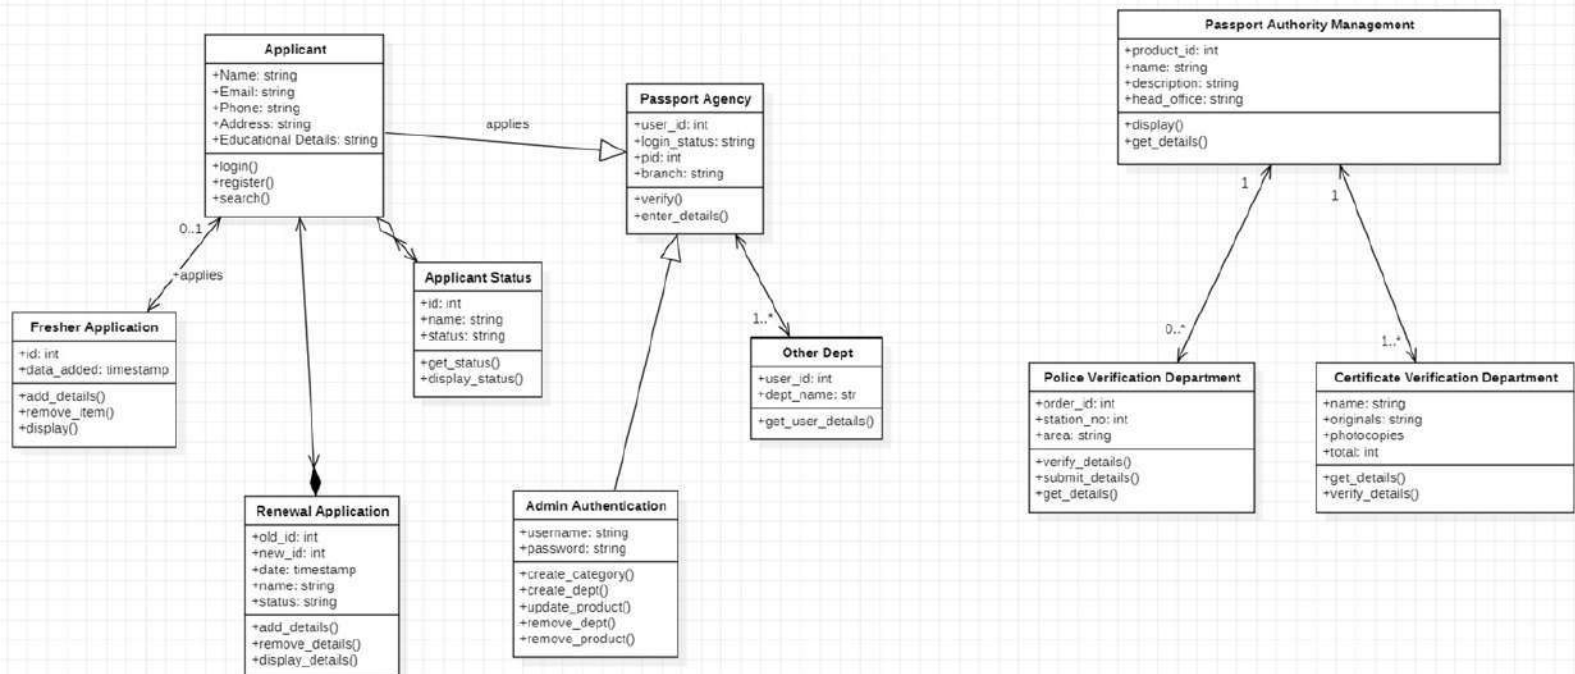 Applicant
+Name: string
+Email: string
+Phone: string
+Address: string
+Educational Details: string
+login()
+register()
+search()
applies
Passport Agency
+user_id: int
+login_status: string
+pid: int
+branch: string
+verify()
+enter_details()
Passport Authority Management
+product_id: int
+name: string
+description: string
+head_office: string
+display()
+get_details()
0..1
+applies
Applicant Status
+id: int
+name: string
+status: string
+get_status()
+display_status()
Fresher Application
+id: int
+data_added: timestamp
+add_details()
+remove_item()
+display()
1..*
Other Dept
+user_id: int
+dept_name: str
+get_user_details()
1
1
0..*
1..*
Police Verification Department
+order_id: int
+station_no: int
+area: string
+verify_details()
+submit_details()
+get_details()
Certificate Verification Department
+name: string
+originals: string
+photocopies
+total: int
+get_details()
+verify_details()
Renewal Application
+old_id: int
+new_id: int
+date: timestamp
+name: string
+status: string
+add_details()
+remove_details()
+display_details()
Admin Authentication
+username: string
+password: string
+create_category()
+create_dept()
+update_product()
+remove_dept()
+remove_product()